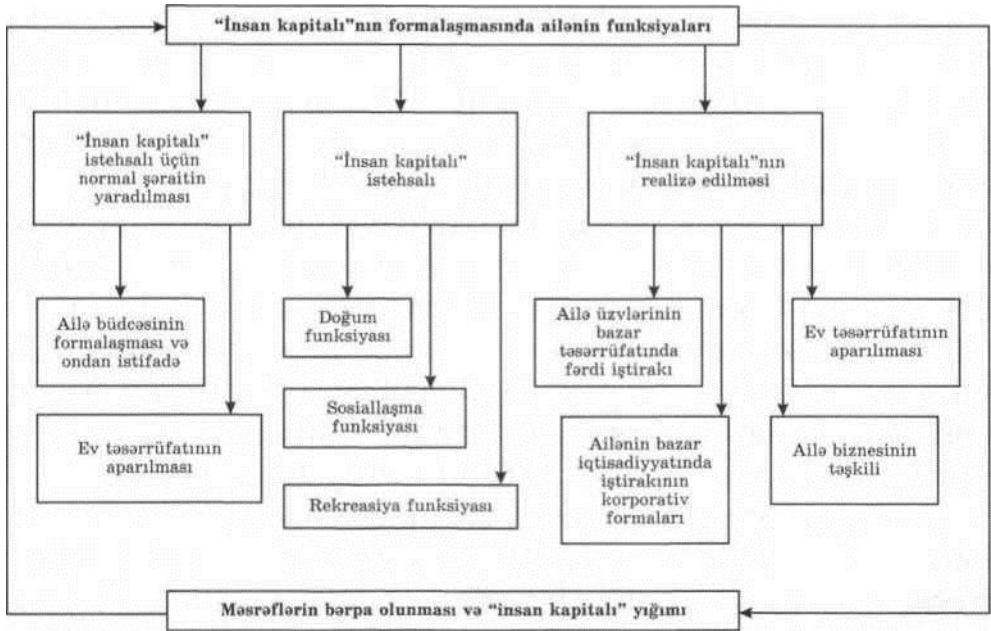 “İnsan kapitalı”nın formalaşmasında ailənin funksiyaları
“İnsan kapitalı”
istehsalı üçün
normal şəraitin
yaradılması
“İnsan kapitalı”
istehsalı
“İnsan kapitalı”nın
realizə edilməsi
Ailə büdcəsinin
formalaşması və
ondan istifadə
Ev təsərrüfatının
aparılması
Doğum
funksiyası
Sosiallaşma
funksiyası
Rekreasiya funksiyası
Ailə üzvlərinin
bazar
təsərrüfatında
fərdi iştirakı
Ailənin bazar
iqtisadiyyatında
iştirakının
korporativ
formaları
Ev təsərrüfatının
aparılıması
Ailə biznesinin
təşkili
Məsrəflərin bərpa olunması və “insan kapitalı” yığımı